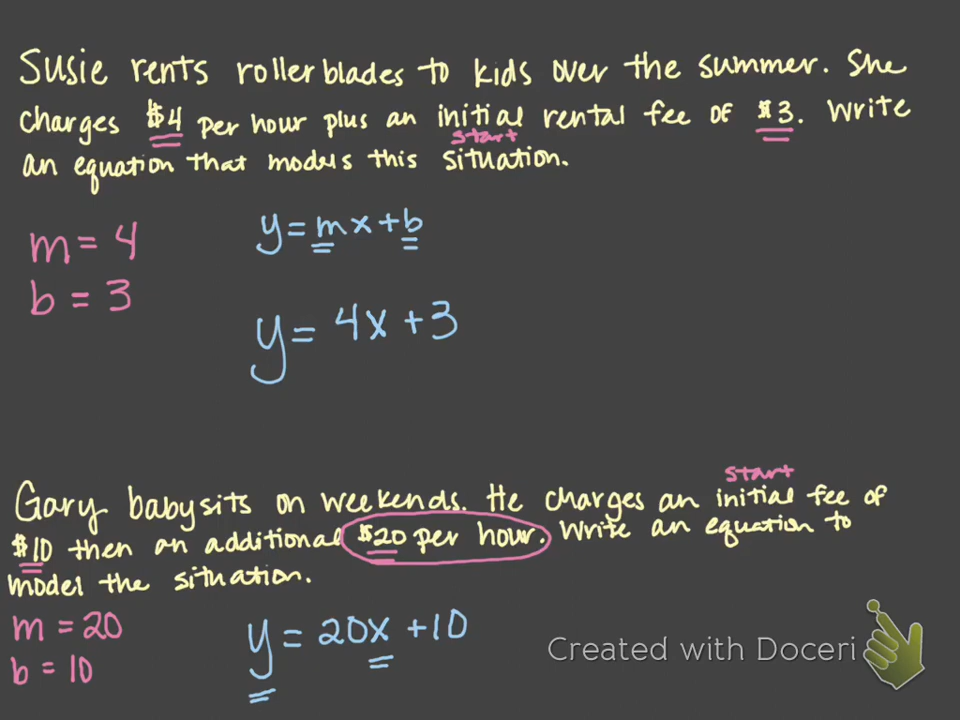 Susie rents rollerblades to kids over the summer. She
charges $4 per hour plus an initial rental fee of $3. Write
start
an equation that models this situation.
m = 4
y = mx + b
b = 3
y = 4x + 3
start
Gary babysits on weekends. He charges an initial fee of
$10 then an additional $20 per hour. Write an equation to
model the situation.
m = 20
y = 20x + 10
b = 10
Created with Doceri